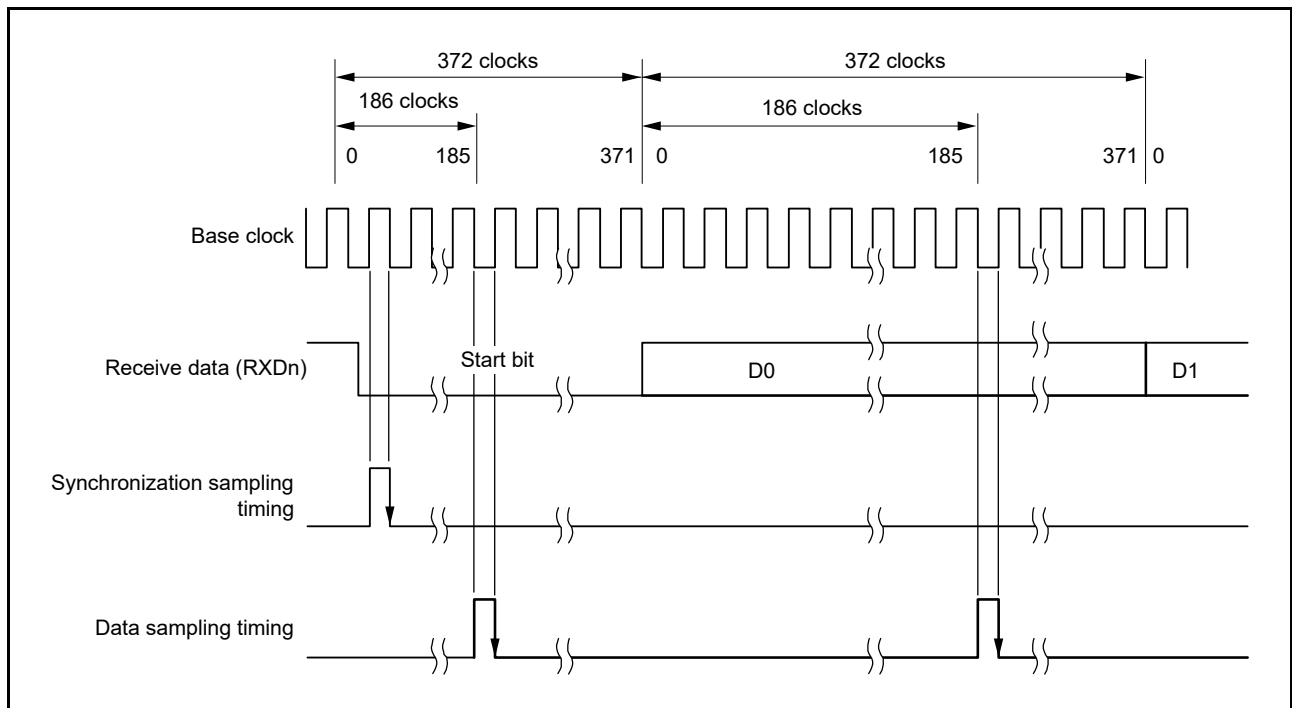 372 clocks
372 clocks
186 clocks
186 clocks
0
185
371
0
185
371
0
Base clock
Receive data (RXDn)
Start bit
D0
D1
Synchronization sampling
timing
Data sampling timing